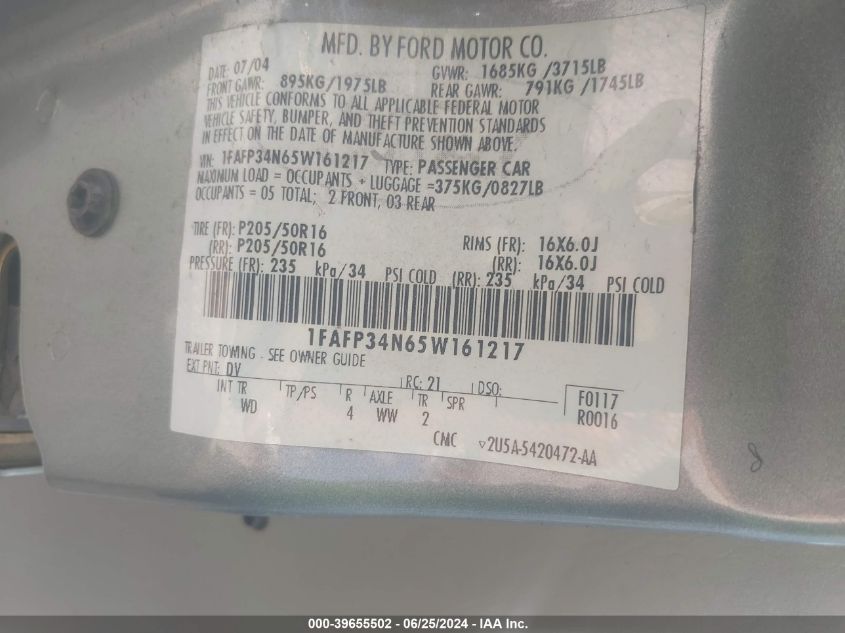 MFD. BY FORD MOTOR CO.
DATE: 07/04 GVWR: 1685KG /3715LB
FRONT GAWR: 895KG/1975LB REAR GAWR: 791KG /1745LB
THIS VEHICLE CONFORMS TO ALL APPLICABLE FEDERAL MOTOR
VEHICLE SAFETY, BUMPER, AND THEFT PREVENTION STANDARDS
IN EFFECT ON THE DATE OF MANUFACTURE SHOWN ABOVE.
VIN: 1FAFP34N65W161217 TYPE: PASSENGER CAR
MAXIMUM LOAD = OCCUPANTS + LUGGAGE =375KG/0827LB
OCCUPANTS = 05 TOTAL; 2 FRONT, 03 REAR
TIRE (FR): P205/50R16 RIMS (FR): 16X6.0J
(RR): P205/50R16 (RR): 16X6.0J
PRESSURE (FR): 235 kPa/34 PSI COLD (RR): 235 kPa/34 PSI COLD
1FAFP34N65W161217
TRAILER TOWING - SEE OWNER GUIDE
EXT PNT: DV RC: 21 DSO: F0117
INT TR TP/PS R AXLE TR SPR R0016
WD 4 WW 2
CMC ▽2U5A-5420472-AA
8
000-39655502 - 06/25/2024 - IAA Inc.